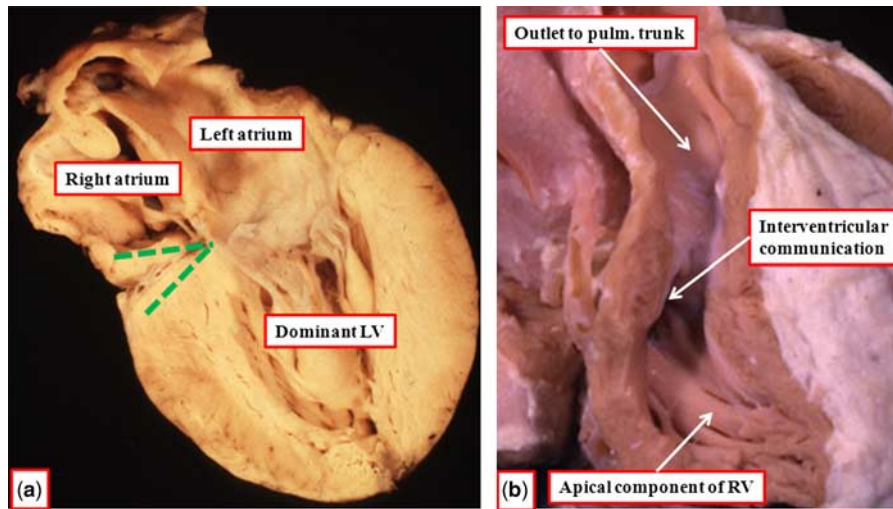 Left atrium
Right atrium
Dominant LV
(a)
Outlet to pulm. trunk
Interventricular
communication
Apical component of RV
(b)